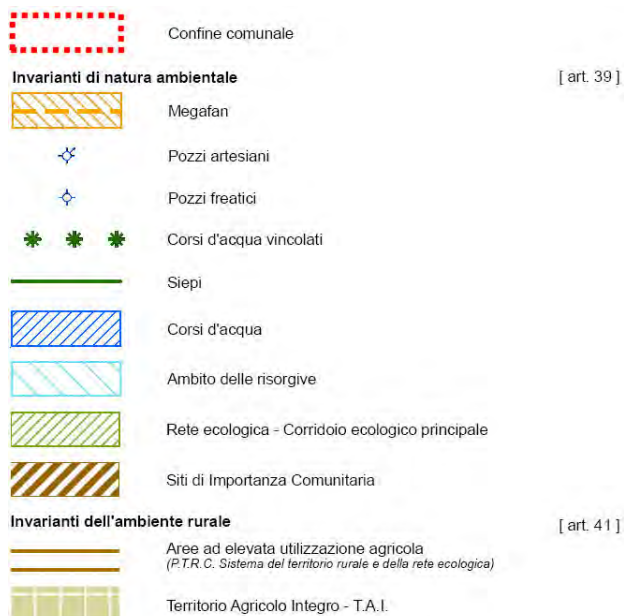 Confine comunale
Invarianti di natura ambientale [ art. 39 ]
Megafan
Pozzi artesiani
Pozzi freatici
Corsi d'acqua vincolati
Siepi
Corsi d'acqua
Ambito delle risorgive
Rete ecologica - Corridoio ecologico principale
Siti di Importanza Comunitaria
Invarianti dell'ambiente rurale [ art. 41 ]
Aree ad elevata utilizzazione agricola
(P.T.R.C. Sistema del territorio rurale e della rete ecologica)
Territorio Agricolo Integro - T.A.I.